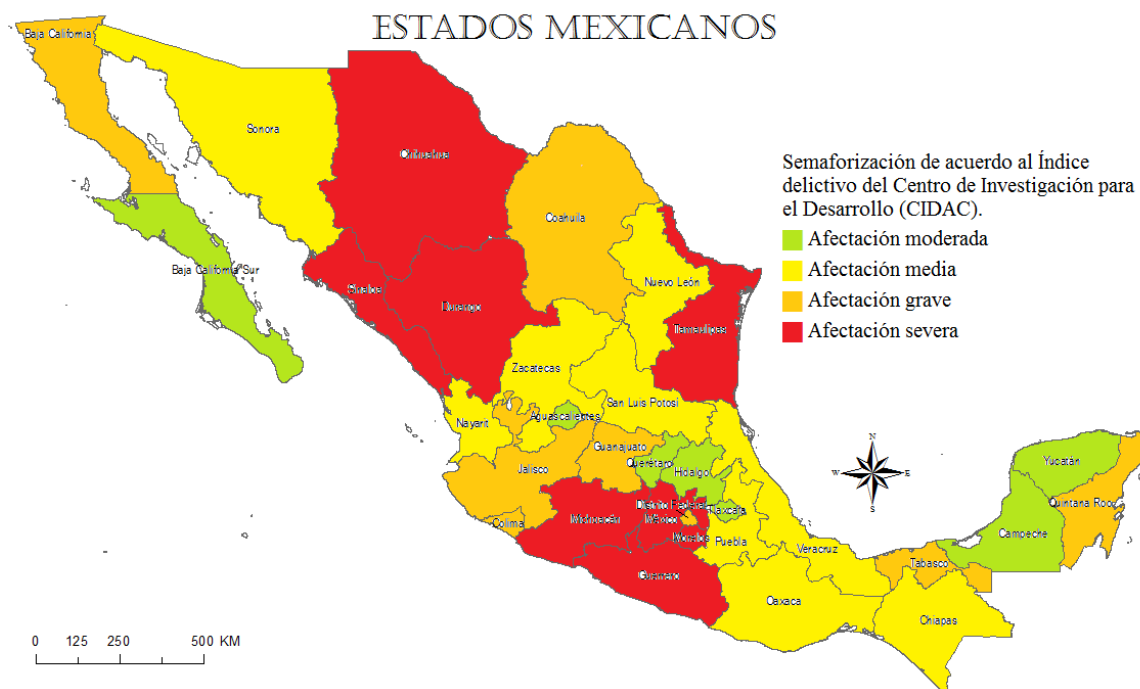 ESTADOS MEXICANOS
Baja California
Sonora
Chihuahua
Coahuila
Baja California Sur
Sinaloa
Durango
Nuevo León
Tamaulipas
Zacatecas
San Luis Potosí
Nayarit
Aguascalientes
Guanajuato
Querétaro
Hidalgo
Jalisco
Colima
Michoacán
Distrito Federal
México
Tlaxcala
Morelos
Puebla
Veracruz
Guerrero
Oaxaca
Tabasco
Chiapas
Yucatán
Quintana Roo
Campeche
Semaforización de acuerdo al Índice
delictivo del Centro de Investigación para
el Desarrollo (CIDAC).
Afectación moderada
Afectación media
Afectación grave
Afectación severa
N
W E
S
0 125 250 500 KM